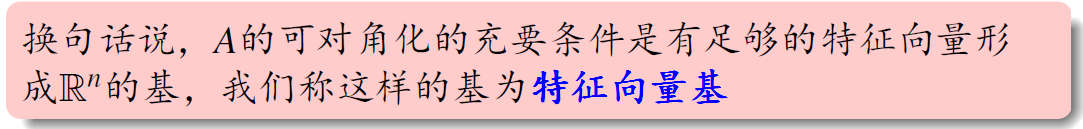 换句话说，A的可对角化的充要条件是有足够的特征向量形
成ℝⁿ的基，我们称这样的基为特征向量基